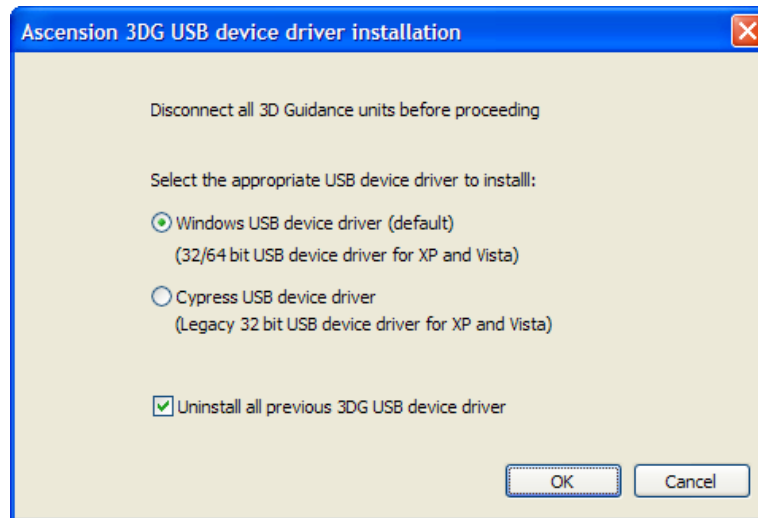 Ascension 3DG USB device driver installation
Disconnect all 3D Guidance units before proceeding
Select the appropriate USB device driver to installl:
Windows USB device driver (default)
(32/64 bit USB device driver for XP and Vista)
Cypress USB device driver
(Legacy 32 bit USB device driver for XP and Vista)
Uninstall all previous 3DG USB device driver
OK Cancel